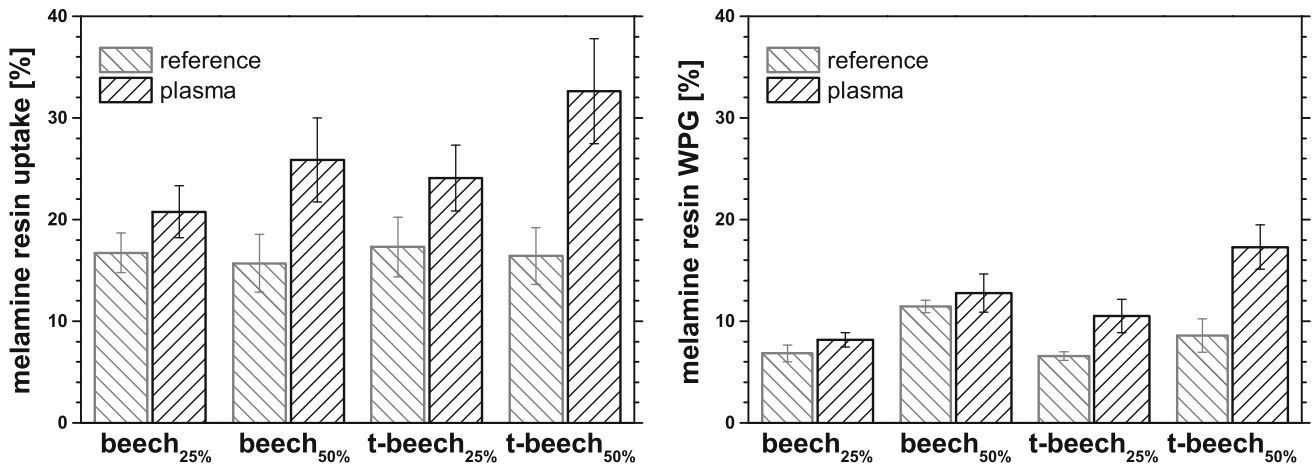 melamine resin uptake [%]
40
30
20
10
0
reference
plasma
beech25% beech50% t-beech25% t-beech50%
melamine resin WPG [%]
40
30
20
10
0
reference
plasma
beech25% beech50% t-beech25% t-beech50%